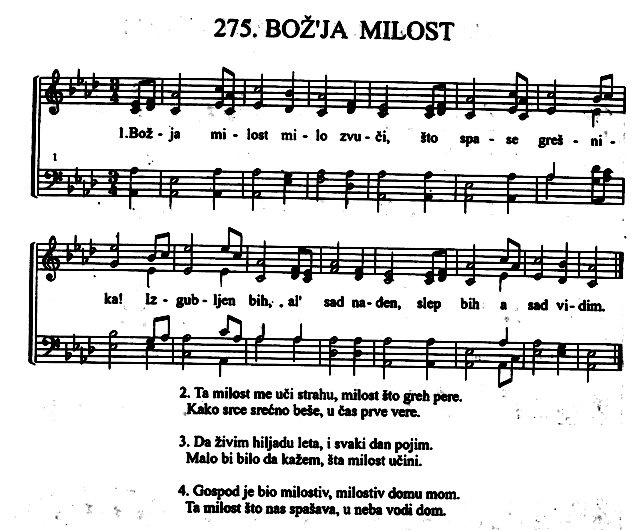 275. BOŽ'JA MILOST
1.Bož - ja mi - lost mi - lo zvu - či, što spa - se greš - ni -
1
ka! Iz - gub - ljen bih, . al' sad na - đen, slep bih a sad vi - dim.
2. Ta milost me uči strahu, milost što greh pere.
Kako srce srećno beše, u čas prve vere.
3. Da živim hiljadu leta, i svaki dan pojim.
Malo bi bilo da kažem, šta milost učini.
4. Gospod je bio milostiv, milostiv domu mom.
Ta milost što nas spašava, u neba vodi dom.